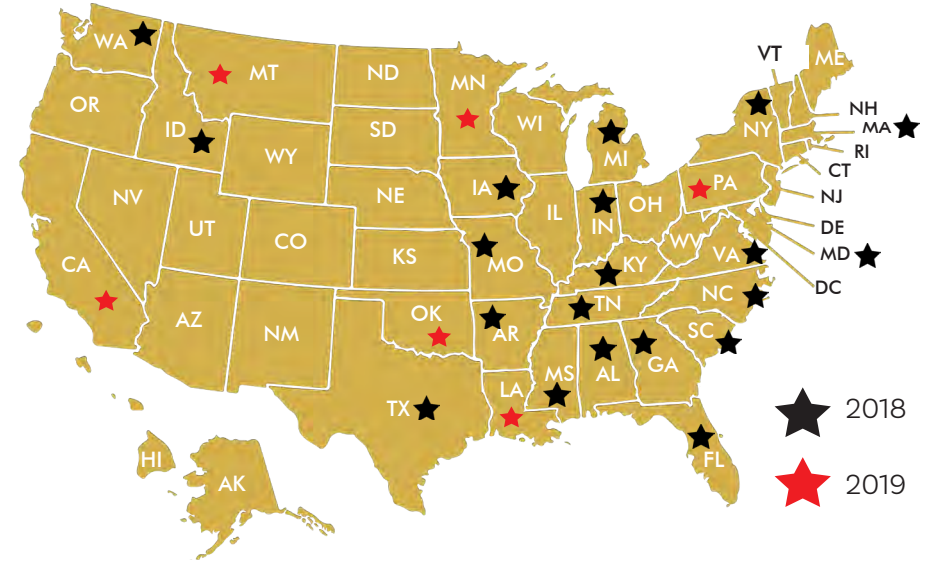 WA
MT
ND
MN
VT
ME
OR
ID
SD
WI
MI
NY
NH
MA
RI
CT
WY
IA
NE
PA
NJ
NV
UT
CO
IL
IN
OH
WV
VA
DE
MD
DC
CA
KS
MO
KY
NC
TN
AZ
NM
OK
AR
SC
MS
AL
GA
LA
TX
FL
HI
AK
2018
2019